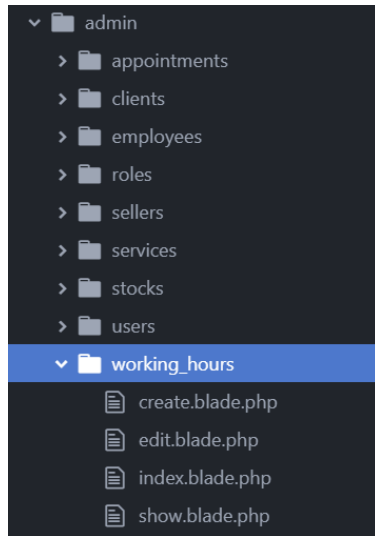 admin
appointments
clients
employees
roles
sellers
services
stocks
users
working_hours
create.blade.php
edit.blade.php
index.blade.php
show.blade.php